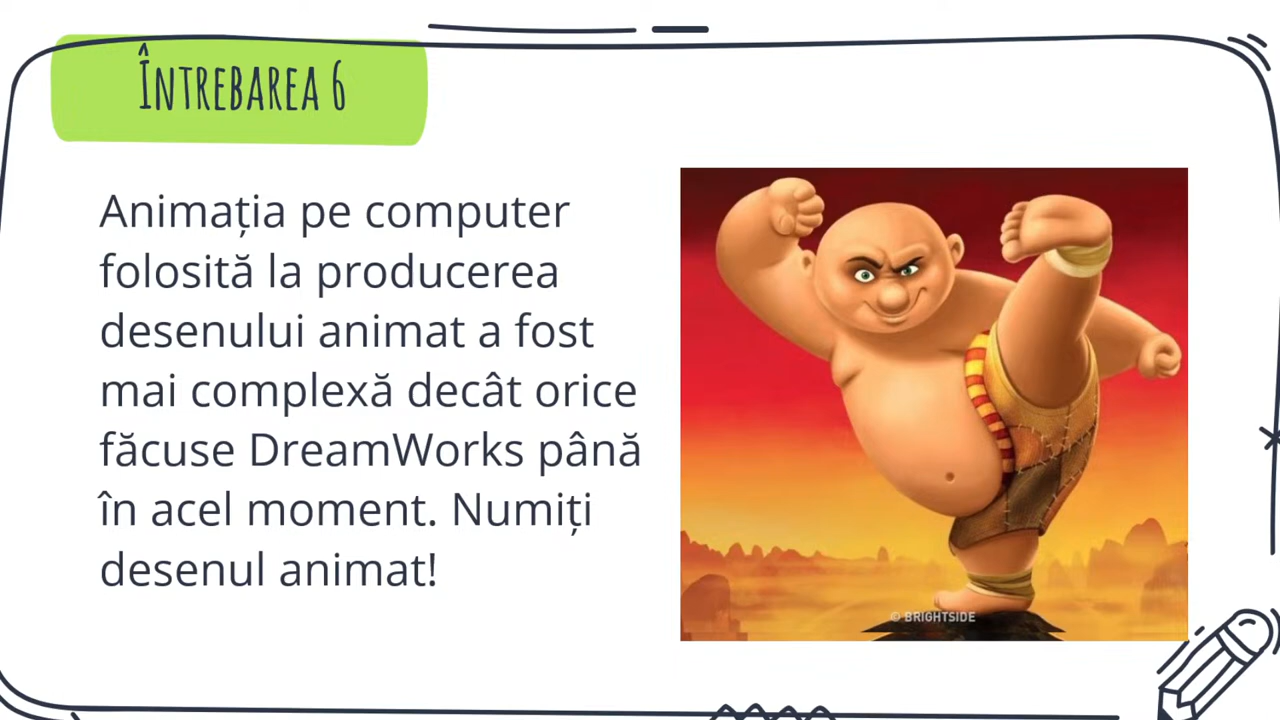 Întrebarea 6
Animația pe computer
folosită la producerea
desenului animat a fost
mai complexă decât orice
făcuse DreamWorks până
în acel moment. Numiți
desenul animat!
© BRIGHTSIDE